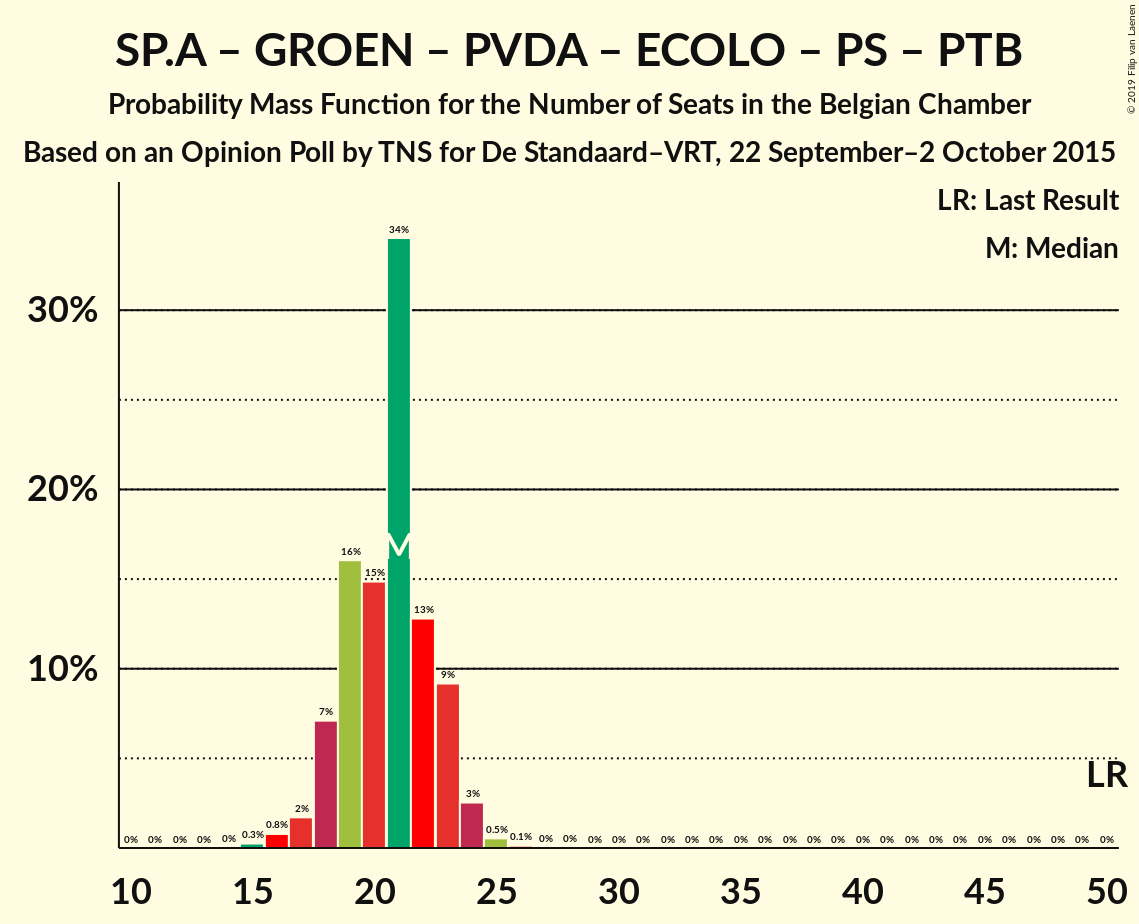 SP.A – GROEN – PVDA – ECOLO – PS – PTB
Probability Mass Function for the Number of Seats in the Belgian Chamber
Based on an Opinion Poll by TNS for De Standaard–VRT, 22 September–2 October 2015
© 2019 Filip van Laenen
LR: Last Result
M: Median
34%
30%
20%
16%
M
15%
13%
10%
9%
7%
LR
3%
2%
0% 0% 0% 0% 0% 0.3% 0.8% 0.5% 0.1% 0% 0% 0% 0% 0% 0% 0% 0% 0% 0% 0% 0% 0% 0% 0% 0% 0% 0% 0% 0% 0% 0% 0% 0%
10 15 20 25 30 35 40 45 50